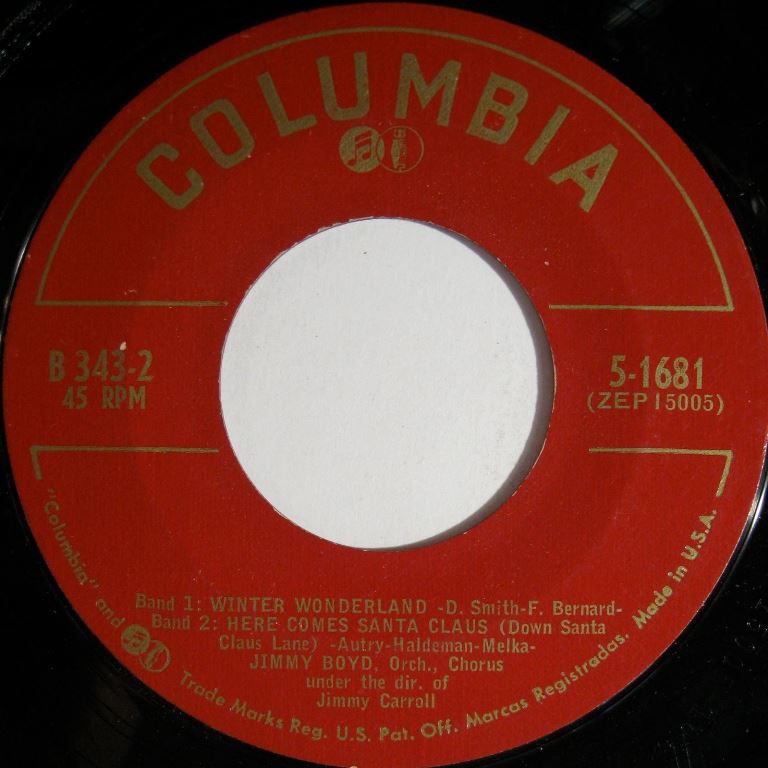 COLUMBIA
B 343-2
45 RPM
5-1681
(ZEP15005)
Band 1: WINTER WONDERLAND -D. Smith-F. Bernard-
Band 2: HERE COMES SANTA CLAUS (Down Santa
Claus Lane) -Autry-Haldeman-Melka-
JIMMY BOYD, Orch., Chorus
under the dir. of
Jimmy Carroll
"Columbia" and Trade Marks Reg. U.S. Pat. Off. Marcas Registradas. Made in U.S.A.